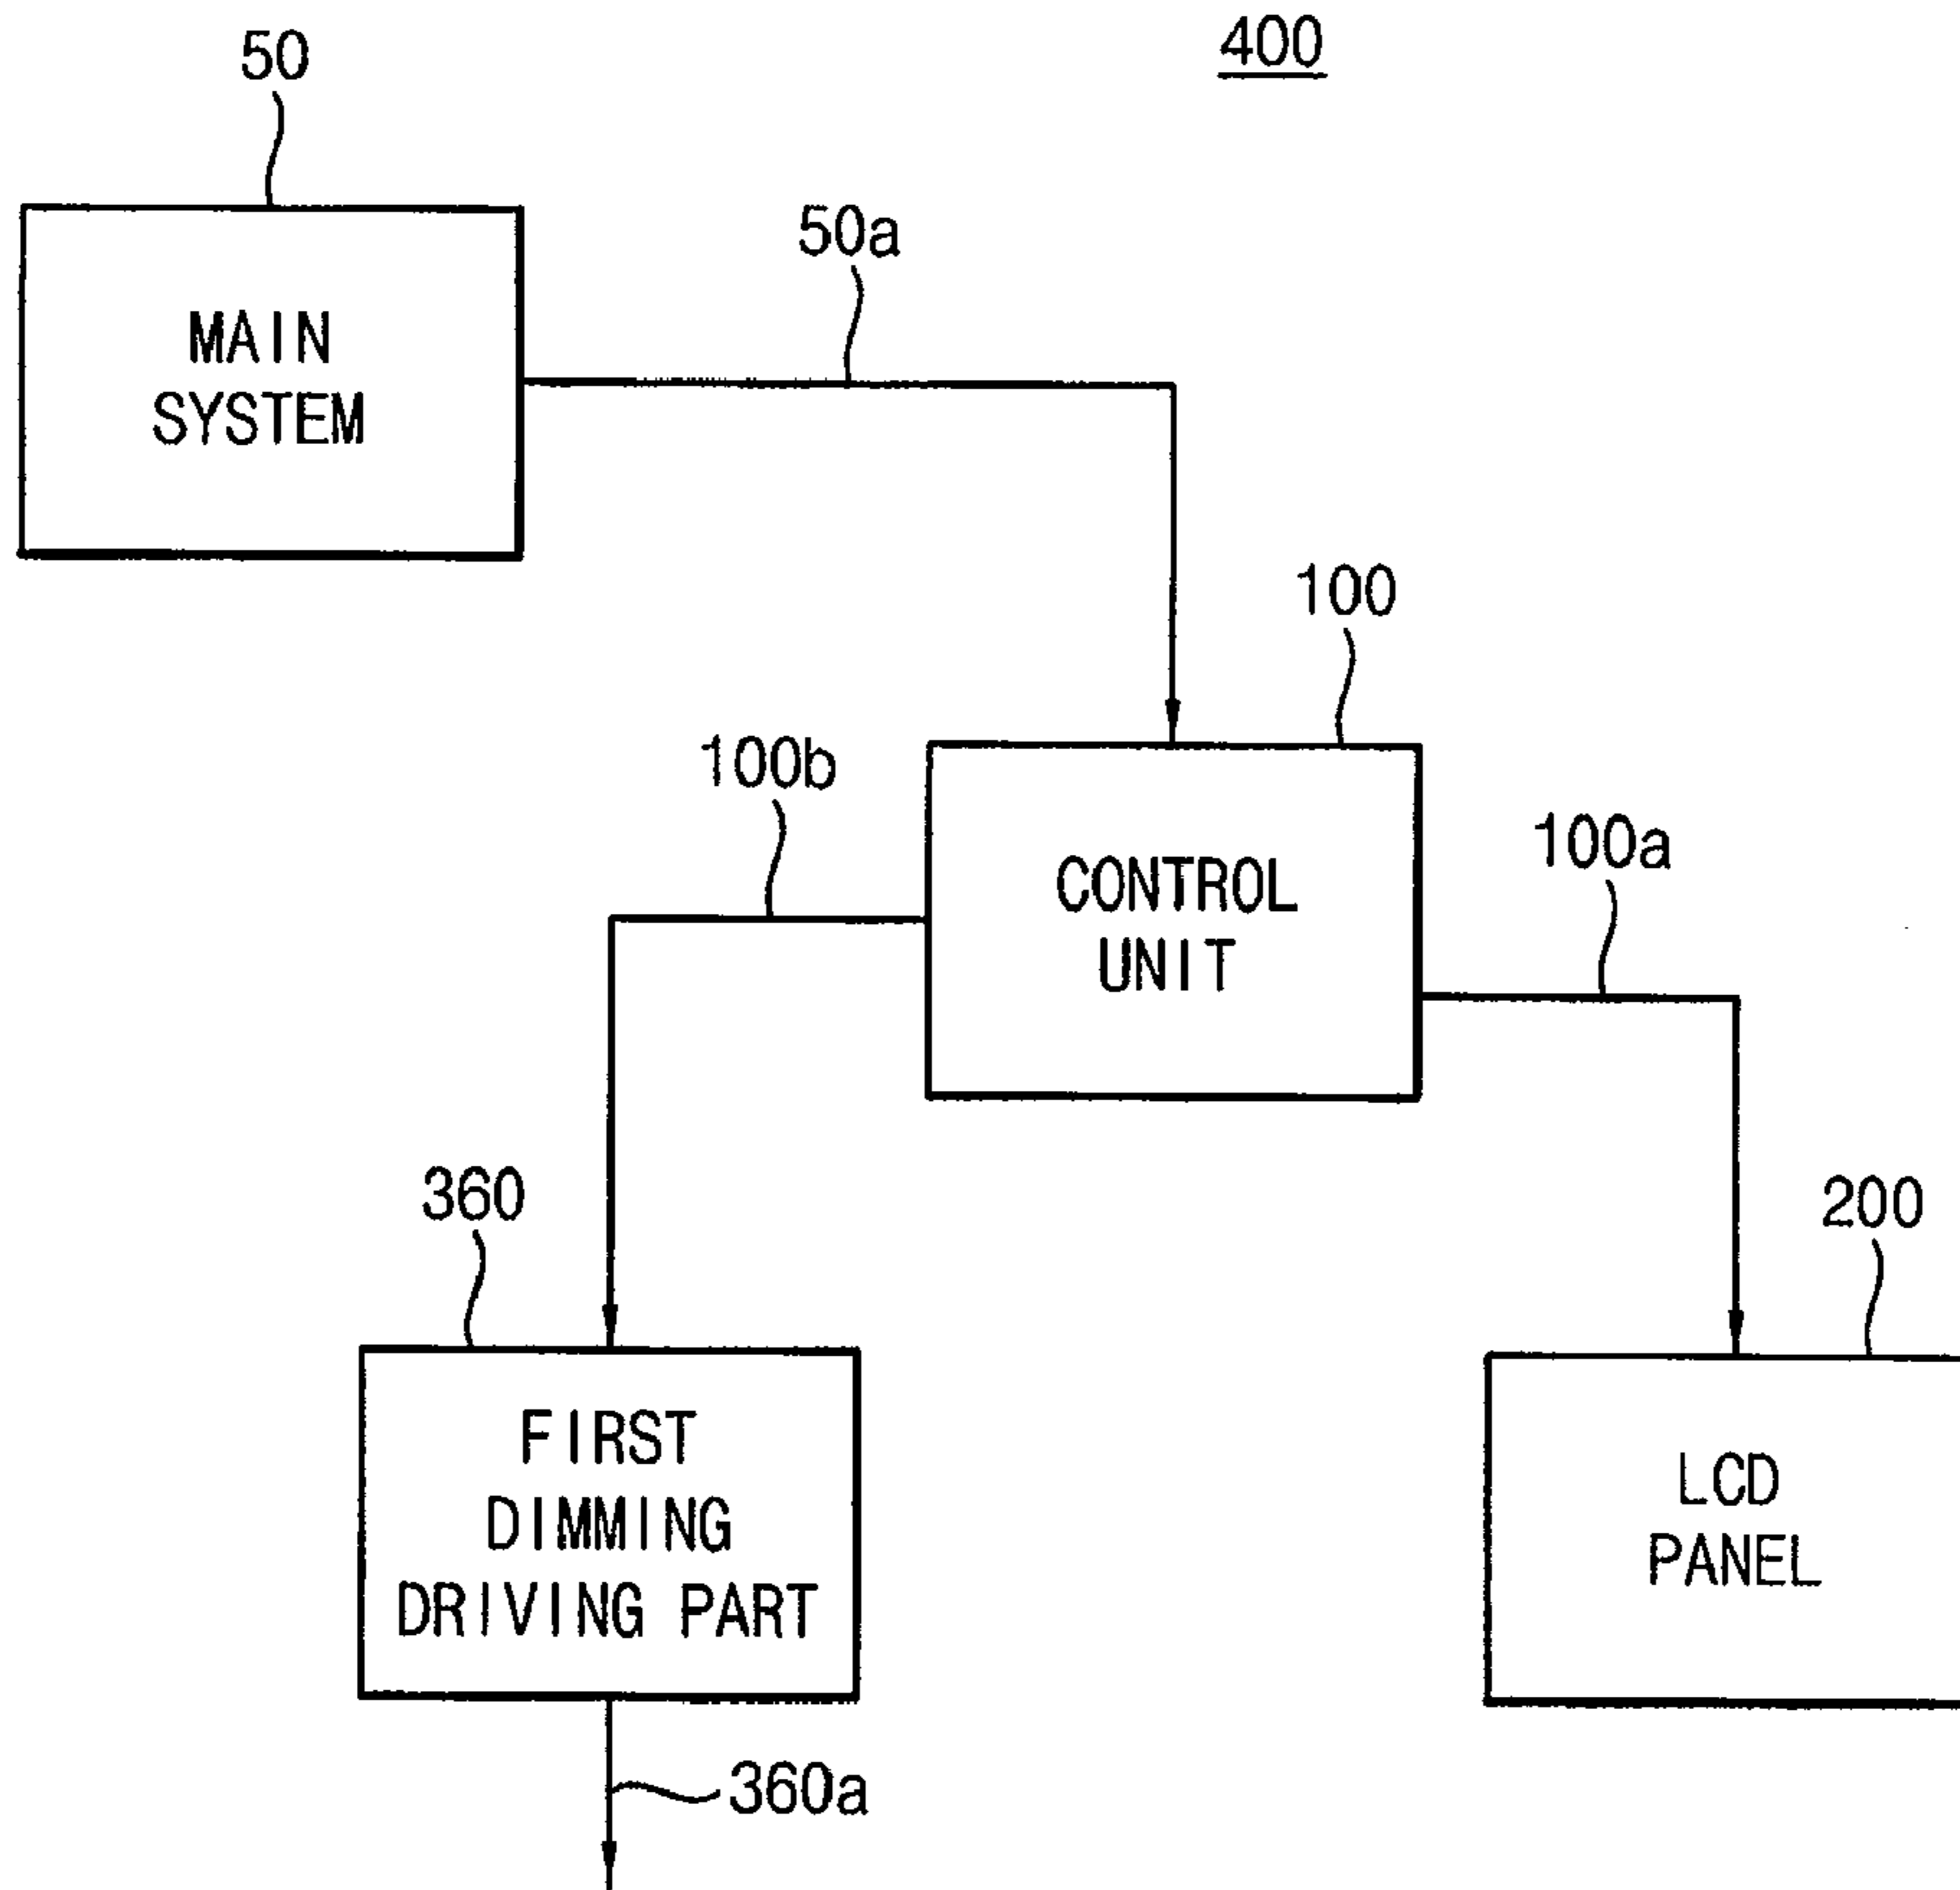 400
50
MAIN
SYSTEM
50a
100
CONTROL
UNIT
100b
100a
360
FIRST
DIMMING
DRIVING PART
200
LCD
PANEL
360a